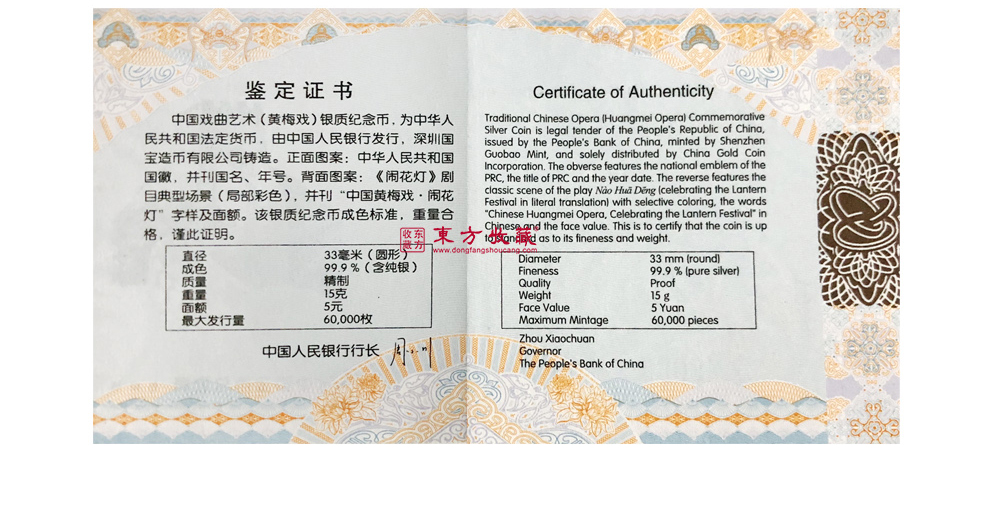 鉴定证书
中国戏曲艺术（黄梅戏）银质纪念币，为中华人
民共和国法定货币，由中国人民银行发行，深圳国
宝造币有限公司铸造。正面图案：中华人民共和国
国徽，并刊国名、年号。背面图案：《闹花灯》剧
目典型场景（局部彩色），并刊“中国黄梅戏·闹花
灯”字样及面额。该银质纪念币成色标准，重量合
格，谨此证明。
直径 33毫米（圆形）
成色 99.9％（含纯银）
质量 精制
重量 15克
面额 5元
最大发行量 60,000枚
中国人民银行行长
Certificate of Authenticity
Traditional Chinese Opera (Huangmei Opera) Commemorative
Silver Coin is legal tender of the People's Republic of China,
issued by the People's Bank of China, minted by Shenzhen
Guobao Mint, and solely distributed by China Gold Coin
Incorporation. The obverse features the national emblem of the
PRC, the title of PRC and the year date. The reverse features the
classic scene of the play Nào Huā Dēng (celebrating the Lantern
Festival in literal translation) with selective coloring, the words
"Chinese Huangmei Opera, Celebrating the Lantern Festival" in
Chinese and the face value. This is to certify that the coin is up
to standard as to its fineness and weight.
Diameter 33 mm (round)
Fineness 99.9 % (pure silver)
Quality Proof
Weight 15 g
Face Value 5 Yuan
Maximum Mintage 60,000 pieces
Zhou Xiaochuan
Governor
The People's Bank of China
收东藏方
東方收藏
www.dongfangshoucang.com